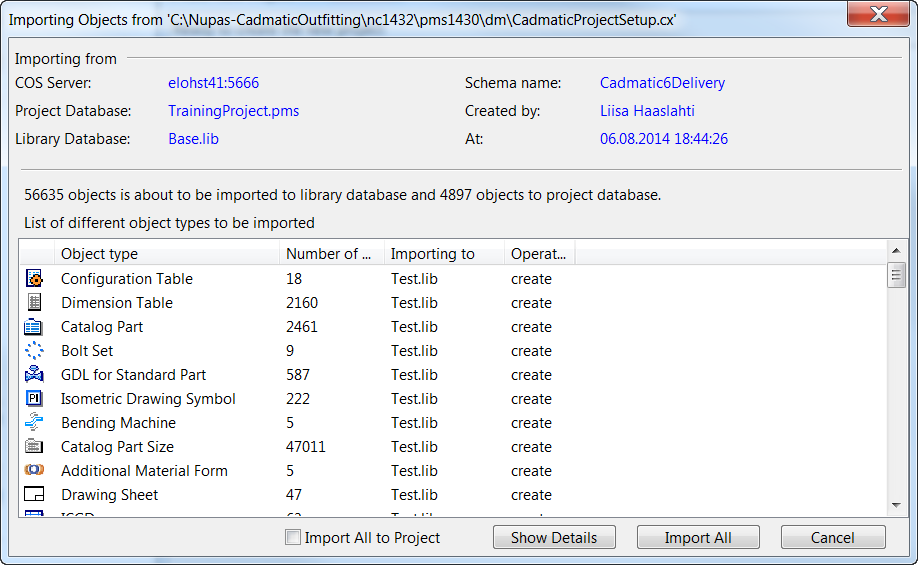 Importing Objects from 'C:\Nupas-CadmaticOutfitting\nc1432\pms1430\dm\CadmaticProjectSetup.cx'
Importing from
COS Server: elohst41:5666 Schema name: Cadmatic6Delivery
Project Database: TrainingProject.pms Created by: Liisa Haaslahti
Library Database: Base.lib At: 06.08.2014 18:44:26
56635 objects is about to be imported to library database and 4897 objects to project database.
List of different object types to be imported
Object type Number of ... Importing to Operat...
Configuration Table 18 Test.lib create
Dimension Table 2160 Test.lib create
Catalog Part 2461 Test.lib create
Bolt Set 9 Test.lib create
GDL for Standard Part 587 Test.lib create
PI Isometric Drawing Symbol 222 Test.lib create
Bending Machine 5 Test.lib create
Catalog Part Size 47011 Test.lib create
Additional Material Form 5 Test.lib create
Drawing Sheet 47 Test.lib create
Import All to Project Show Details Import All Cancel